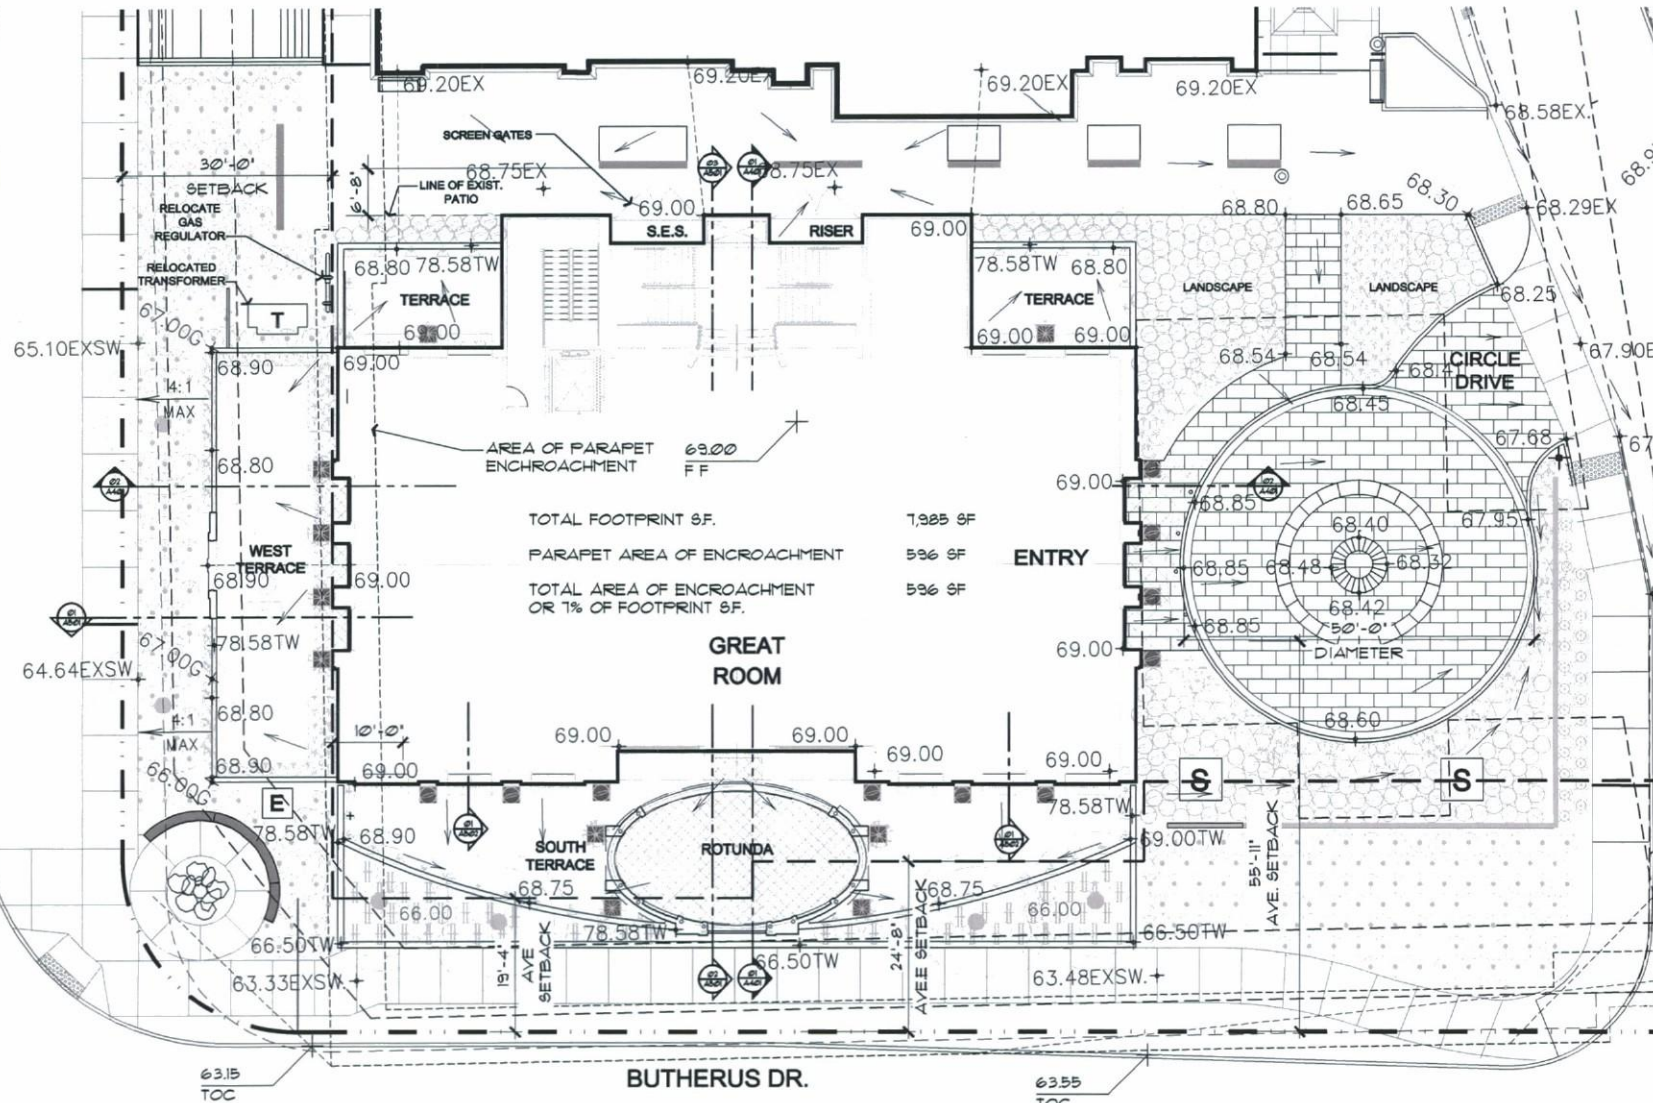 69.20EX
69.20EX
69.20EX
69.20EX
68.58EX
SCREEN GATES
30'-0"
SETBACK
68.75EX
68.75EX
03
A501
01
A401
6'-8"
LINE OF EXIST.
PATIO
RELOCATE
GAS
REGULATOR
69.00
S.E.S.
RISER
69.00
68.80
68.65
68.30
68.29EX
RELOCATED
TRANSFORMER
68.80
78.58TW
TERRACE
69.00
78.58TW
68.80
TERRACE
69.00
69.00
LANDSCAPE
LANDSCAPE
68.25
T
67.00G
65.10EXSW
68.90
69.00
68.54
68.54
CIRCLE
DRIVE
4:1
MAX
68.45
67.68
AREA OF PARAPET
ENCHROACHMENT
69.00
F F
68.80
69.00
68.85
67.95
TOTAL FOOTPRINT S.F.
7,985 SF
68.40
PARAPET AREA OF ENCROACHMENT
596 SF
ENTRY
WEST
TERRACE
68.90
69.00
68.85
68.48
68.32
TOTAL AREA OF ENCROACHMENT
OR 7% OF FOOTPRINT S.F.
596 SF
68.42
68.85
50'-0"
DIAMETER
67.00G
78.58TW
GREAT
ROOM
69.00
64.64EXSW
4:1
MAX
68.80
10'-0"
69.00
69.00
68.60
66.00G
68.90
69.00
69.00
69.00
S
S
E
78.58TW
68.90
78.58TW
69.00TW
SOUTH
TERRACE
ROTUNDA
55'-11"
AVE. SETBACK
68.75
68.75
66.00
66.00
78.58TW
66.50TW
66.50TW
66.50TW
19'-4"
AVE
SETBACK
24'-8"
AVE.E SETBACK
63.33EXSW
63.48EXSW.
63.15
TOC
BUTHERUS DR.
63.55
TOC